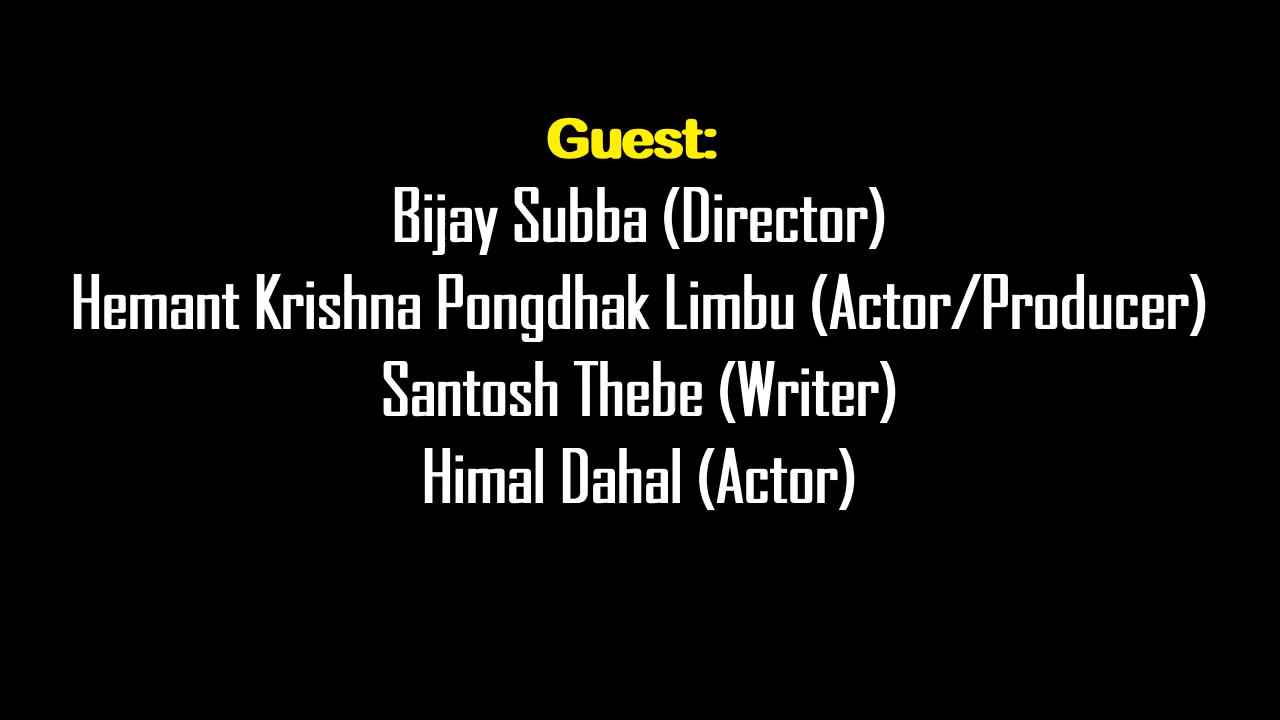 Guest:
Bijay Subba (Director)
Hemant Krishna Pongdhak Limbu (Actor/Producer)
Santosh Thebe (Writer)
Himal Dahal (Actor)